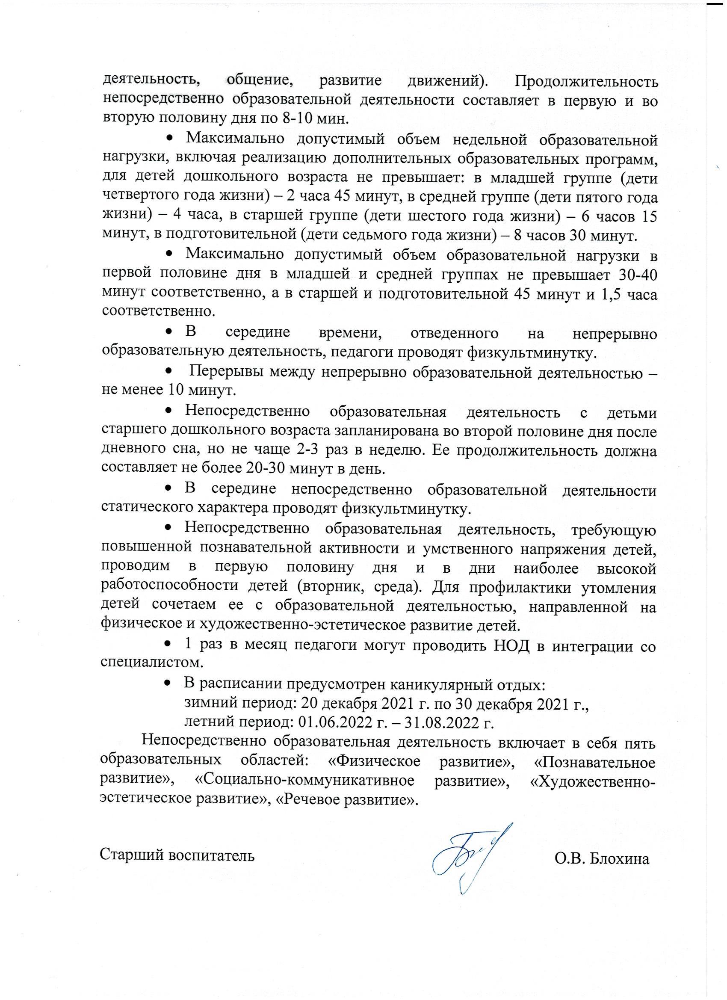 деятельность, общение, развитие движений). Продолжительность
непосредственно образовательной деятельности составляет в первую и во
вторую половину дня по 8-10 мин.
• Максимально допустимый объем недельной образовательной
нагрузки, включая реализацию дополнительных образовательных программ,
для детей дошкольного возраста не превышает: в младшей группе (дети
четвертого года жизни) – 2 часа 45 минут, в средней группе (дети пятого года
жизни) – 4 часа, в старшей группе (дети шестого года жизни) – 6 часов 15
минут, в подготовительной (дети седьмого года жизни) – 8 часов 30 минут.
• Максимально допустимый объем образовательной нагрузки в
первой половине дня в младшей и средней группах не превышает 30-40
минут соответственно, а в старшей и подготовительной 45 минут и 1,5 часа
соответственно.
• В середине времени, отведенного на непрерывно
образовательную деятельность, педагоги проводят физкультминутку.
• Перерывы между непрерывно образовательной деятельностью –
не менее 10 минут.
• Непосредственно образовательная деятельность с детьми
старшего дошкольного возраста запланирована во второй половине дня после
дневного сна, но не чаще 2-3 раз в неделю. Ее продолжительность должна
составляет не более 20-30 минут в день.
• В середине непосредственно образовательной деятельности
статического характера проводят физкультминутку.
• Непосредственно образовательная деятельность, требующую
повышенной познавательной активности и умственного напряжения детей,
проводим в первую половину дня и в дни наиболее высокой
работоспособности детей (вторник, среда). Для профилактики утомления
детей сочетаем ее с образовательной деятельностью, направленной на
физическое и художественно-эстетическое развитие детей.
• 1 раз в месяц педагоги могут проводить НОД в интеграции со
специалистом.
• В расписании предусмотрен каникулярный отдых:
зимний период: 20 декабря 2021 г. по 30 декабря 2021 г.,
летний период: 01.06.2022 г. – 31.08.2022 г.
Непосредственно образовательная деятельность включает в себя пять
образовательных областей: «Физическое развитие», «Познавательное
развитие», «Социально-коммуникативное развитие», «Художественно-
эстетическое развитие», «Речевое развитие».
Старший воспитатель О.В. Блохина